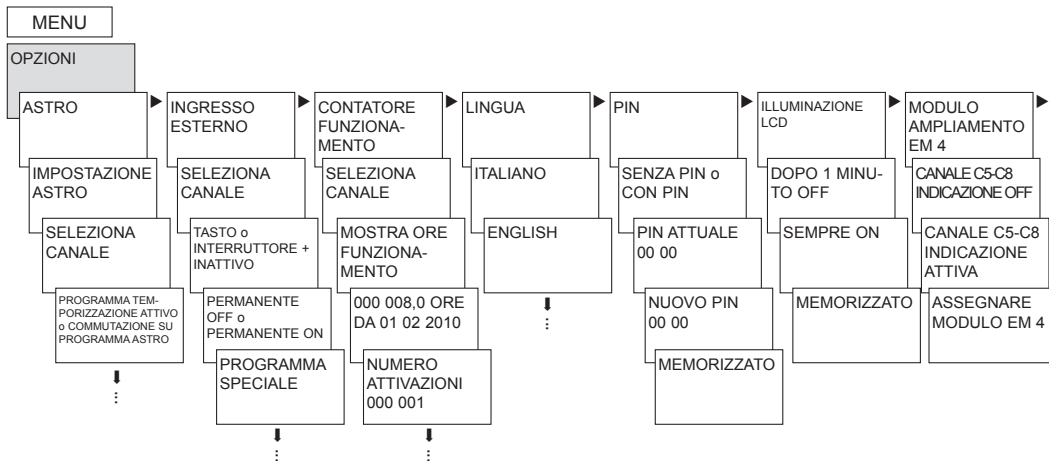 MENU
OPZIONI
ASTRO
IMPOSTAZIONE
ASTRO
SELEZIONA
CANALE
PROGRAMMA TEM-
PORIZZAZIONE ATTIVO
o COMMUTAZIONE SU
PROGRAMMA ASTRO
INGRESSO
ESTERNO
SELEZIONA
CANALE
TASTO o
INTERRUTTORE +
INATTIVO
PERMANENTE
OFF o
PERMANENTE ON
PROGRAMMA
SPECIALE
CONTATORE
FUNZIONA-
MENTO
SELEZIONA
CANALE
MOSTRA ORE
FUNZIONA-
MENTO
000 008,0 ORE
DA 01 02 2010
NUMERO
ATTIVAZIONI
000 001
LINGUA
ITALIANO
ENGLISH
PIN
SENZA PIN o
CON PIN
PIN ATTUALE
00 00
NUOVO PIN
00 00
MEMORIZZATO
ILLUMINAZIONE
LCD
DOPO 1 MINU-
TO OFF
SEMPRE ON
MEMORIZZATO
MODULO
AMPLIAMENTO
EM 4
CANALE C5-C8
INDICAZIONE OFF
CANALE C5-C8
INDICAZIONE
ATTIVA
ASSEGNARE
MODULO EM 4